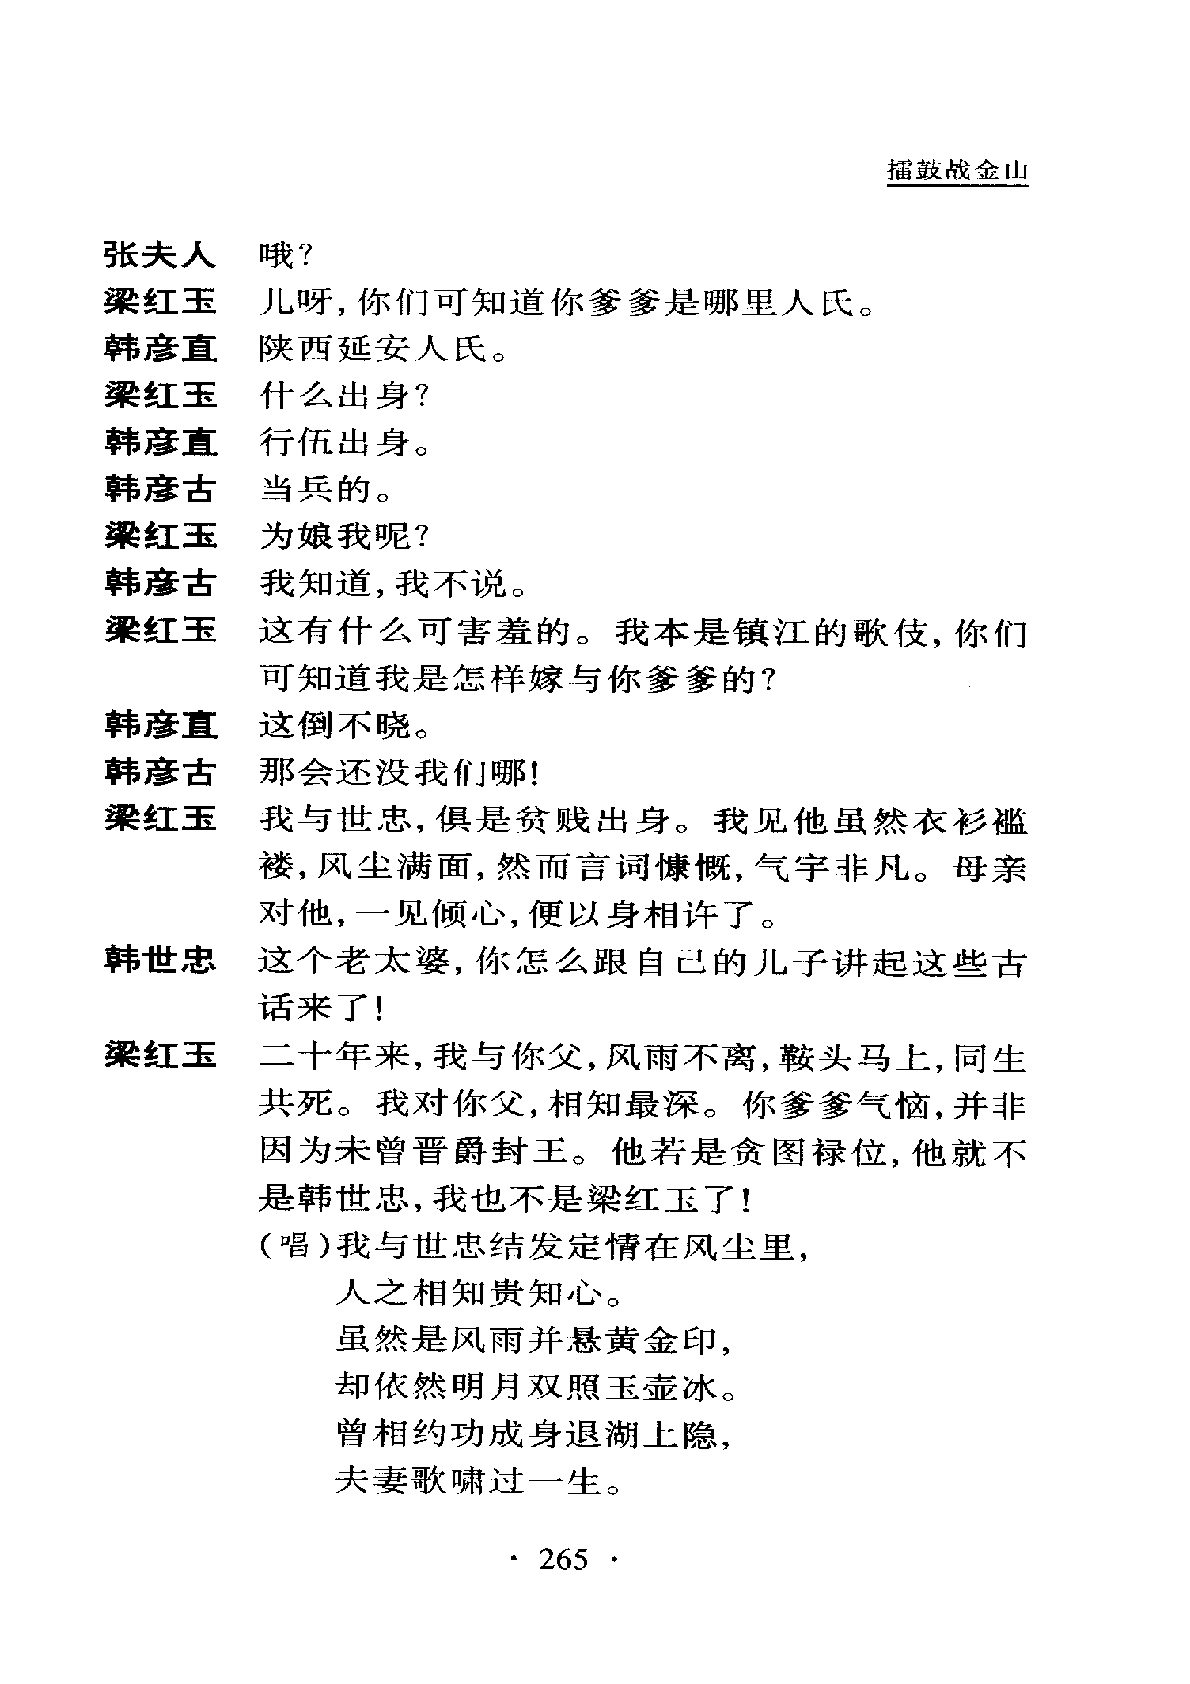 擂鼓战金山
张夫人 哦?
梁红玉 儿呀,你们可知道你爹爹是哪里人氏。
韩彦直 陕西延安人氏。
梁红玉 什么出身?
韩彦直 行伍出身。
韩彦古 当兵的。
梁红玉 为娘我呢?
韩彦古 我知道,我不说。
梁红玉 这有什么可害羞的。我本是镇江的歌伎,你们
可知道我是怎样嫁与你爹爹的?
韩彦直 这倒不晓。
韩彦古 那会还没我们哪!
梁红玉 我与世忠,俱是贫贱出身。我见他虽然衣衫褴
褛,风尘满面,然而言词慷慨,气宇非凡。母亲
对他,一见倾心,便以身相许了。
韩世忠 这个老太婆,你怎么跟自己的儿子讲起这些古
话来了!
梁红玉 二十年来,我与你父,风雨不离,鞍头马上,同生
共死。我对你父,相知最深。你爹爹气恼,并非
因为未曾晋爵封王。他若是贪图禄位,他就不
是韩世忠,我也不是梁红玉了!
(唱)我与世忠结发定情在风尘里,
人之相知贵知心。
虽然是风雨并悬黄金印,
却依然明月双照玉壶冰。
曾相约功成身退湖上隐,
夫妻歌啸过一生。
· 265 ·